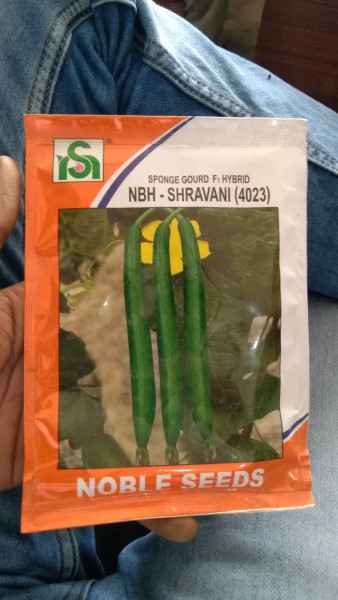 SPONGE GOURD F1 HYBRID
NBH - SHRAVANI (4023)
NOBLE SEEDS